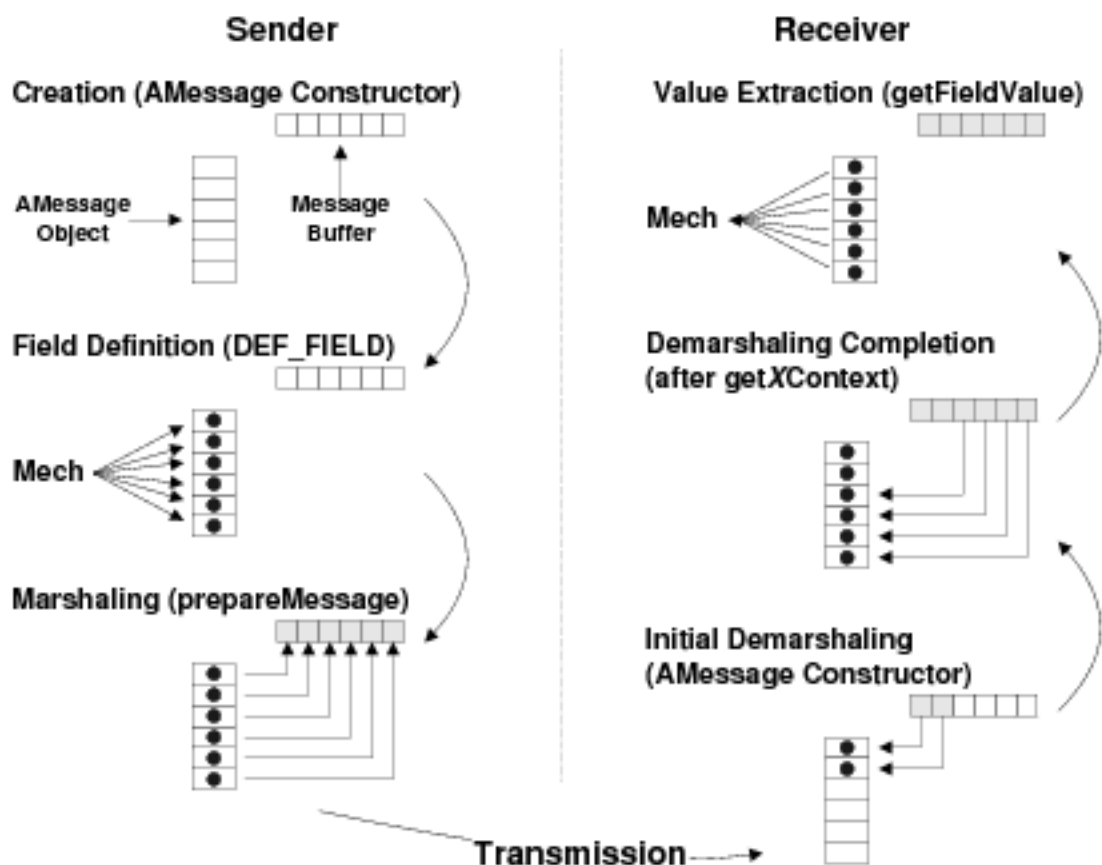 Sender
Creation (AMessage Constructor)
AMessage
Object
Message
Buffer
Field Definition (DEF_FIELD)
Mech
Marshaling (prepareMessage)
Receiver
Value Extraction (getFieldValue)
Mech
Demarshaling Completion
(after getXContext)
Initial Demarshaling
(AMessage Constructor)
Transmission